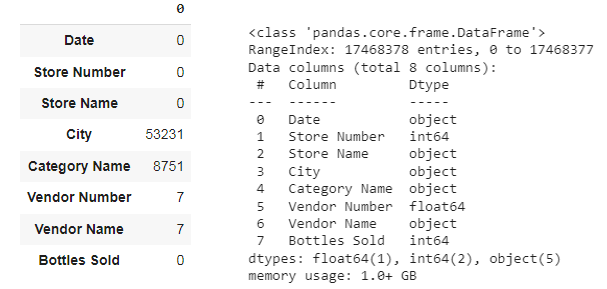 0
Date 0
Store Number 0
Store Name 0
City 53231
Category Name 8751
Vendor Number 7
Vendor Name 7
Bottles Sold 0
<class 'pandas.core.frame.DataFrame'>
RangeIndex: 17468378 entries, 0 to 17468377
Data columns (total 8 columns):
 #   Column         Dtype
---  ------         -----
 0   Date           object
 1   Store Number   int64
 2   Store Name     object
 3   City           object
 4   Category Name  object
 5   Vendor Number  float64
 6   Vendor Name    object
 7   Bottles Sold   int64
dtypes: float64(1), int64(2), object(5)
memory usage: 1.0+ GB